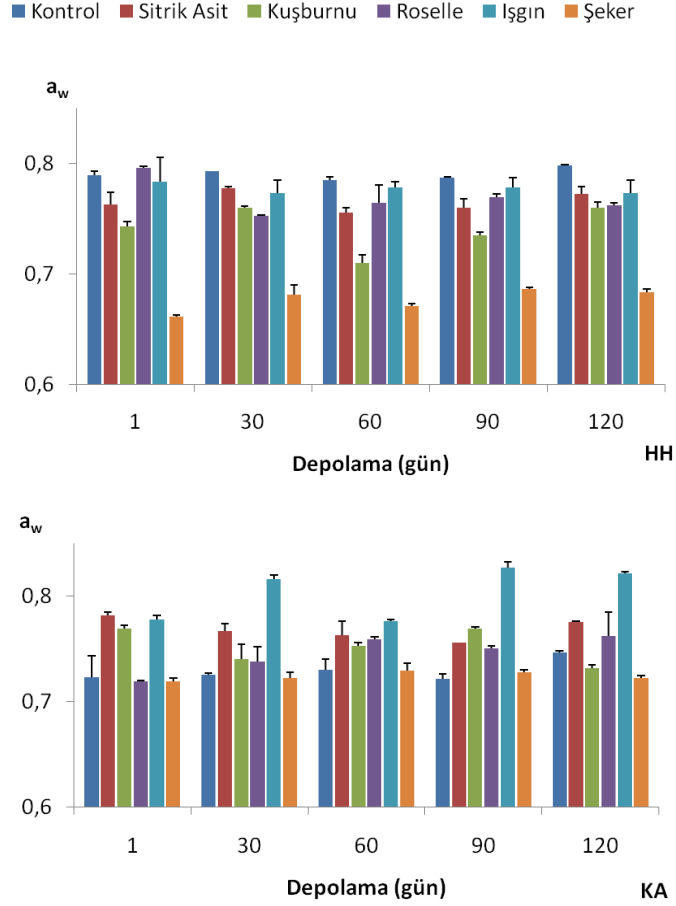 Kontrol Sitrik Asit Kuşburnu Roselle Işgın Şeker
aw
0,8
0,7
0,6
1 30 60 90 120
Depolama (gün)
HH
aw
0,8
0,7
0,6
1 30 60 90 120
Depolama (gün)
KA